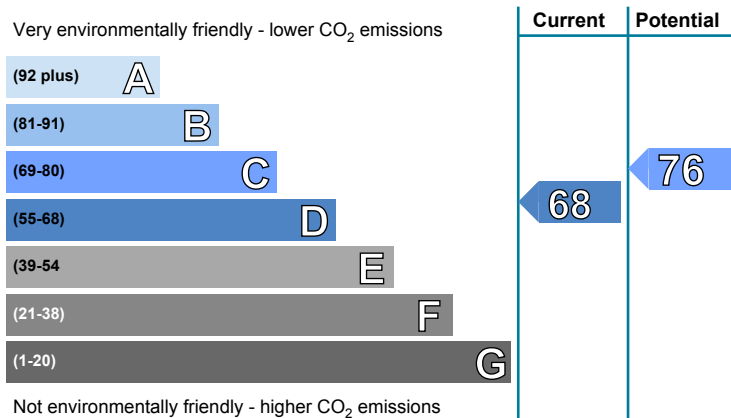 Very environmentally friendly - lower CO2 emissions
Current
Potential
(92 plus) A
(81-91) B
(69-80) C
(55-68) D
(39-54 E
(21-38) F
(1-20) G
68
76
Not environmentally friendly - higher CO2 emissions